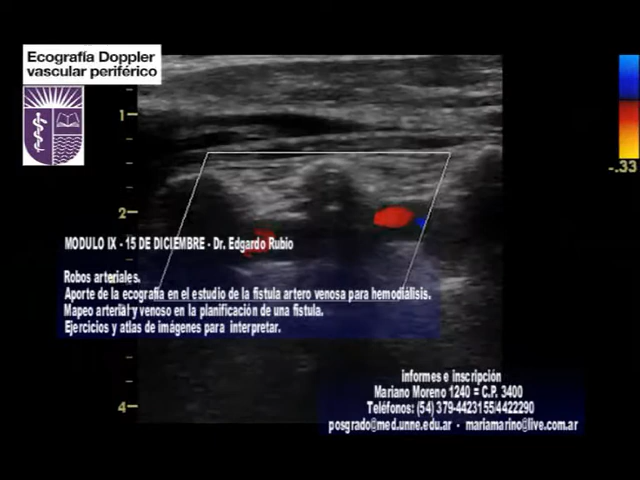 Ecografía Doppler
vascular periférico
1
-.33
2
MODULO IX - 15 DE DICIEMBRE - Dr. Edgardo Rubio
Robos arteriales.
Aporte de la ecografía en el estudio de la fistula artero venosa para hemodiálisis.
Mapeo arterial y venoso en la planificación de una fistula.
Ejercicios y atlas de imágenes para interpretar.
informes e inscripción
Mariano Moreno 1240 = C.P. 3400
4
Teléfonos: (54) 379-4423155/4422290
posgrado@med.unne.edu.ar - mariamarino@live.com.ar